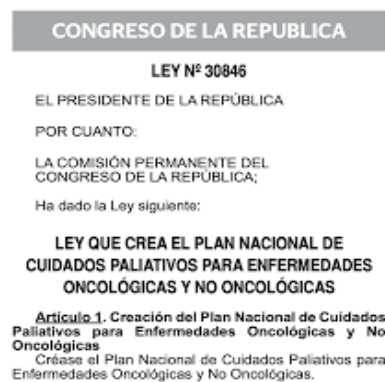 CONGRESO DE LA REPUBLICA
LEY Nº 30846
EL PRESIDENTE DE LA REPÚBLICA
POR CUANTO:
LA COMISIÓN PERMANENTE DEL
CONGRESO DE LA REPÚBLICA;
Ha dado la Ley siguiente:
LEY QUE CREA EL PLAN NACIONAL DE
CUIDADOS PALIATIVOS PARA ENFERMEDADES
ONCOLÓGICAS Y NO ONCOLÓGICAS
Artículo 1. Creación del Plan Nacional de Cuidados
Paliativos para Enfermedades Oncológicas y No
Oncológicas
Créase el Plan Nacional de Cuidados Paliativos para
Enfermedades Oncológicas y No Oncológicas.